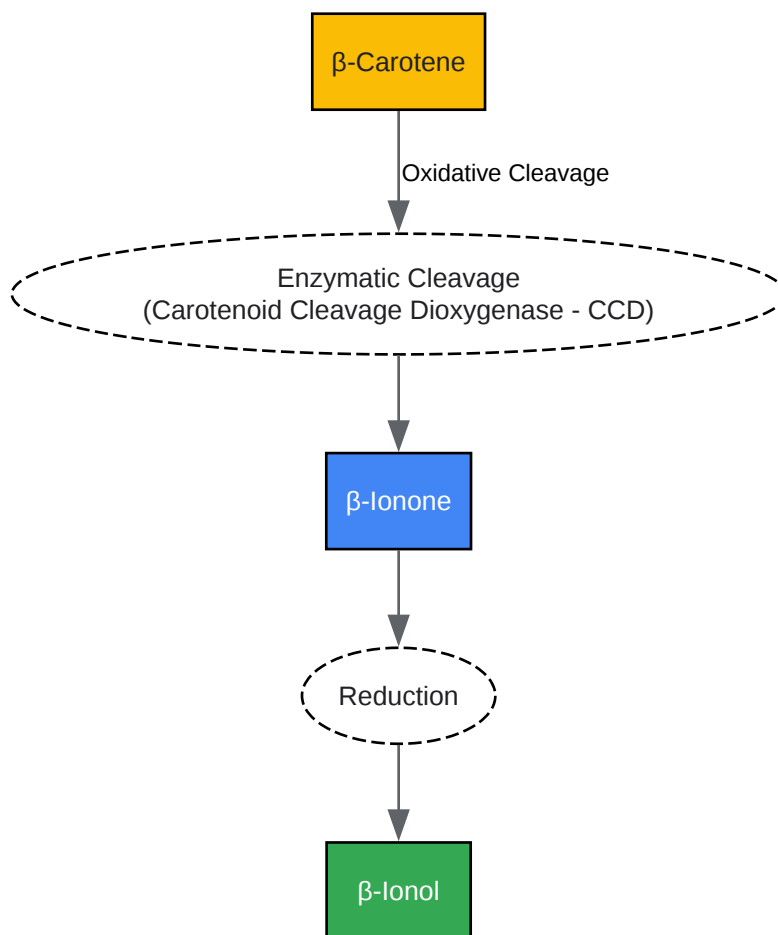 β-Carotene
Oxidative Cleavage
Enzymatic Cleavage
(Carotenoid Cleavage Dioxygenase - CCD)
β-Ionone
Reduction
β-Ionol